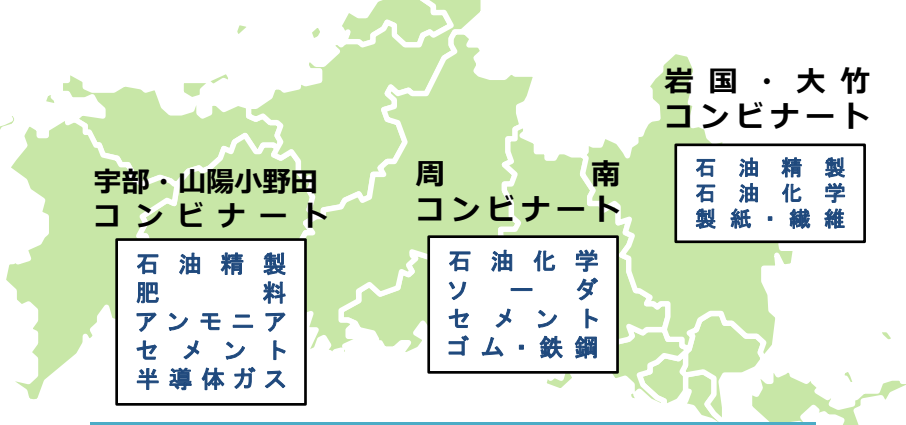 宇部・山陽小野田
コンビナート
石油精製
肥料
アンモニア
セメント
半導体ガス
周南
コンビナート
石油化学
ソーダ
セメント
ゴム・鉄鋼
岩国・大竹
コンビナート
石油精製
石油化学
製紙・繊維